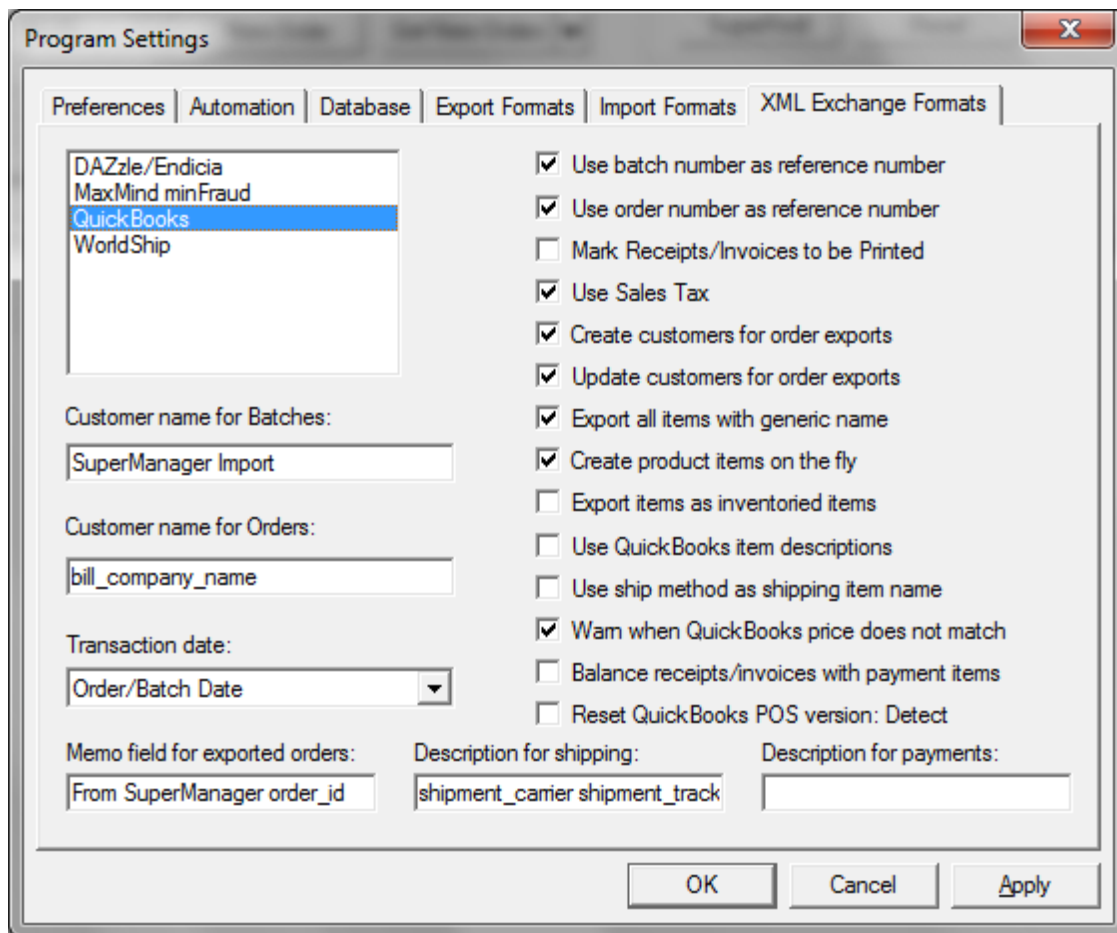 Program Settings
Preferences Automation Database Export Formats Import Formats XML Exchange Formats
DAZzle/Endicia
MaxMind minFraud
QuickBooks
WorldShip
Customer name for Batches:
SuperManager Import
Customer name for Orders:
bill_company_name
Transaction date:
Order/Batch Date
Use batch number as reference number
Use order number as reference number
Mark Receipts/Invoices to be Printed
Use Sales Tax
Create customers for order exports
Update customers for order exports
Export all items with generic name
Create product items on the fly
Export items as inventoried items
Use QuickBooks item descriptions
Use ship method as shipping item name
Warn when QuickBooks price does not match
Balance receipts/invoices with payment items
Reset QuickBooks POS version: Detect
Memo field for exported orders: Description for shipping: Description for payments:
From SuperManager order_id shipment_carrier shipment_track
OK Cancel Apply